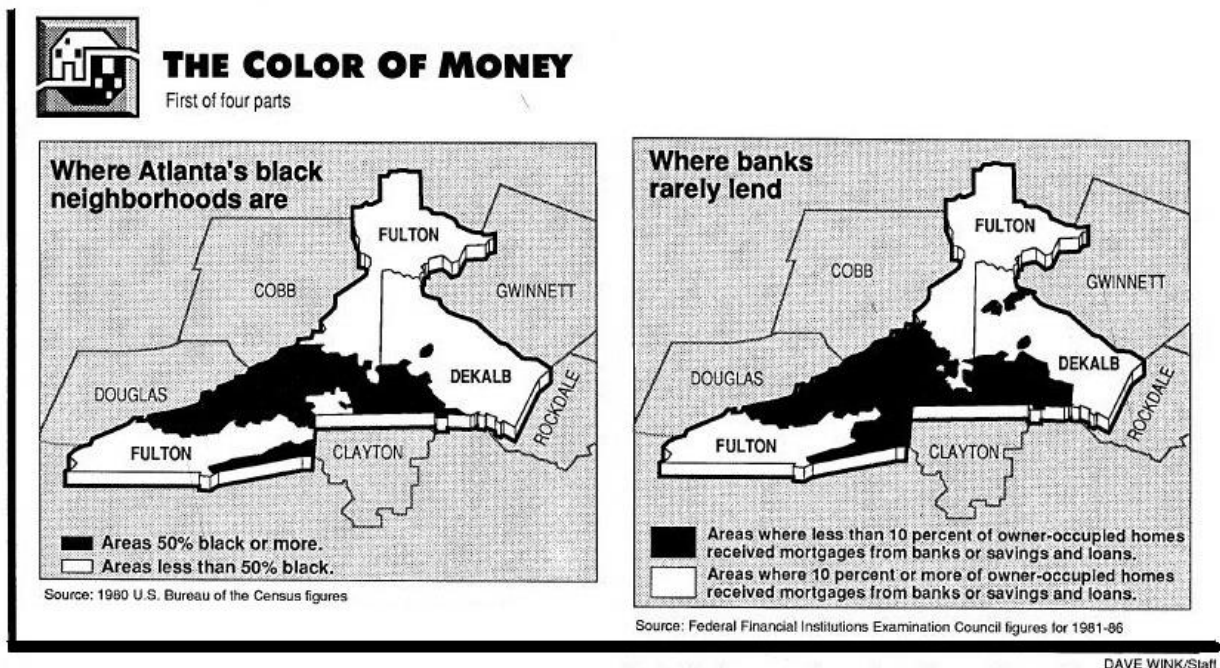 THE COLOR OF MONEY
First of four parts
Where Atlanta's black
neighborhoods are
FULTON
COBB
GWINNETT
DOUGLAS
DEKALB
ROCKDALE
FULTON
CLAYTON
Areas 50% black or more.
Areas less than 50% black.
Source: 1980 U.S. Bureau of the Census figures
Where banks
rarely lend
FULTON
COBB
GWINNETT
DOUGLAS
DEKALB
ROCKDALE
FULTON
CLAYTON
Areas where less than 10 percent of owner-occupied homes
received mortgages from banks or savings and loans.
Areas where 10 percent or more of owner-occupied homes
received mortgages from banks or savings and loans.
Source: Federal Financial Institutions Examination Council figures for 1981-86
DAVE WINK/Staff